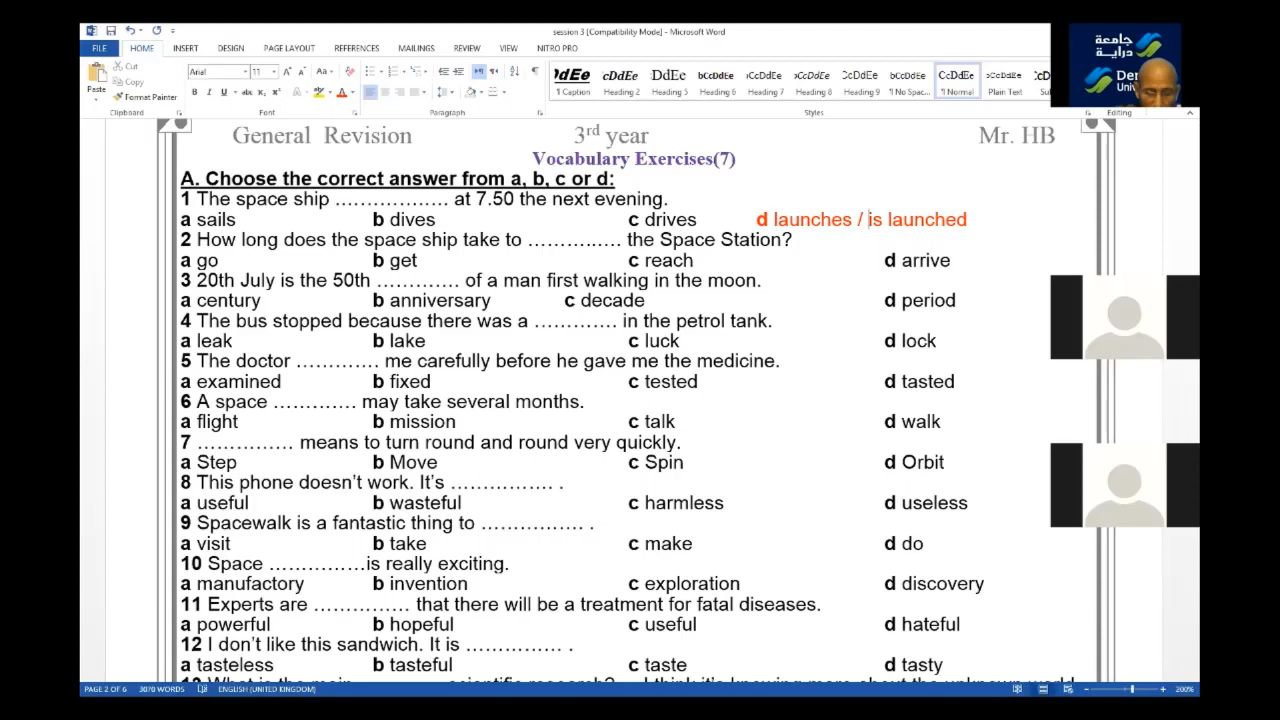 session 3 [Compatibility Mode] - Microsoft Word
FILE HOME INSERT DESIGN PAGE LAYOUT REFERENCES MAILINGS REVIEW VIEW NITRO PRO
Paste Cut Copy Format Painter
Arial 11
Caption Heading 2 Heading 5 Heading 6 Heading 7 Heading 8 Heading 9 No Spac... Normal Plain Text
Clipboard Font Paragraph Styles Editing
جامعة
دراية
General Revision 3rd year Mr. HB
Vocabulary Exercises(7)
A. Choose the correct answer from a, b, c or d:
1 The space ship ………………… at 7.50 the next evening.
a sails b dives c drives d launches / is launched
2 How long does the space ship take to ……………. the Space Station?
a go b get c reach d arrive
3 20th July is the 50th …………. of a man first walking in the moon.
a century b anniversary c decade d period
4 The bus stopped because there was a …………. in the petrol tank.
a leak b lake c luck d lock
5 The doctor …………. me carefully before he gave me the medicine.
a examined b fixed c tested d tasted
6 A space …………. may take several months.
a flight b mission c talk d walk
7 …………… means to turn round and round very quickly.
a Step b Move c Spin d Orbit
8 This phone doesn’t work. It’s ……………. .
a useful b wasteful c harmless d useless
9 Spacewalk is a fantastic thing to ……………. .
a visit b take c make d do
10 Space ……………is really exciting.
a manufactory b invention c exploration d discovery
11 Experts are …………… that there will be a treatment for fatal diseases.
a powerful b hopeful c useful d hateful
12 I don’t like this sandwich. It is …………… .
a tasteless b tasteful c taste d tasty
PAGE 2 OF 6 3070 WORDS ENGLISH (UNITED KINGDOM) 200%